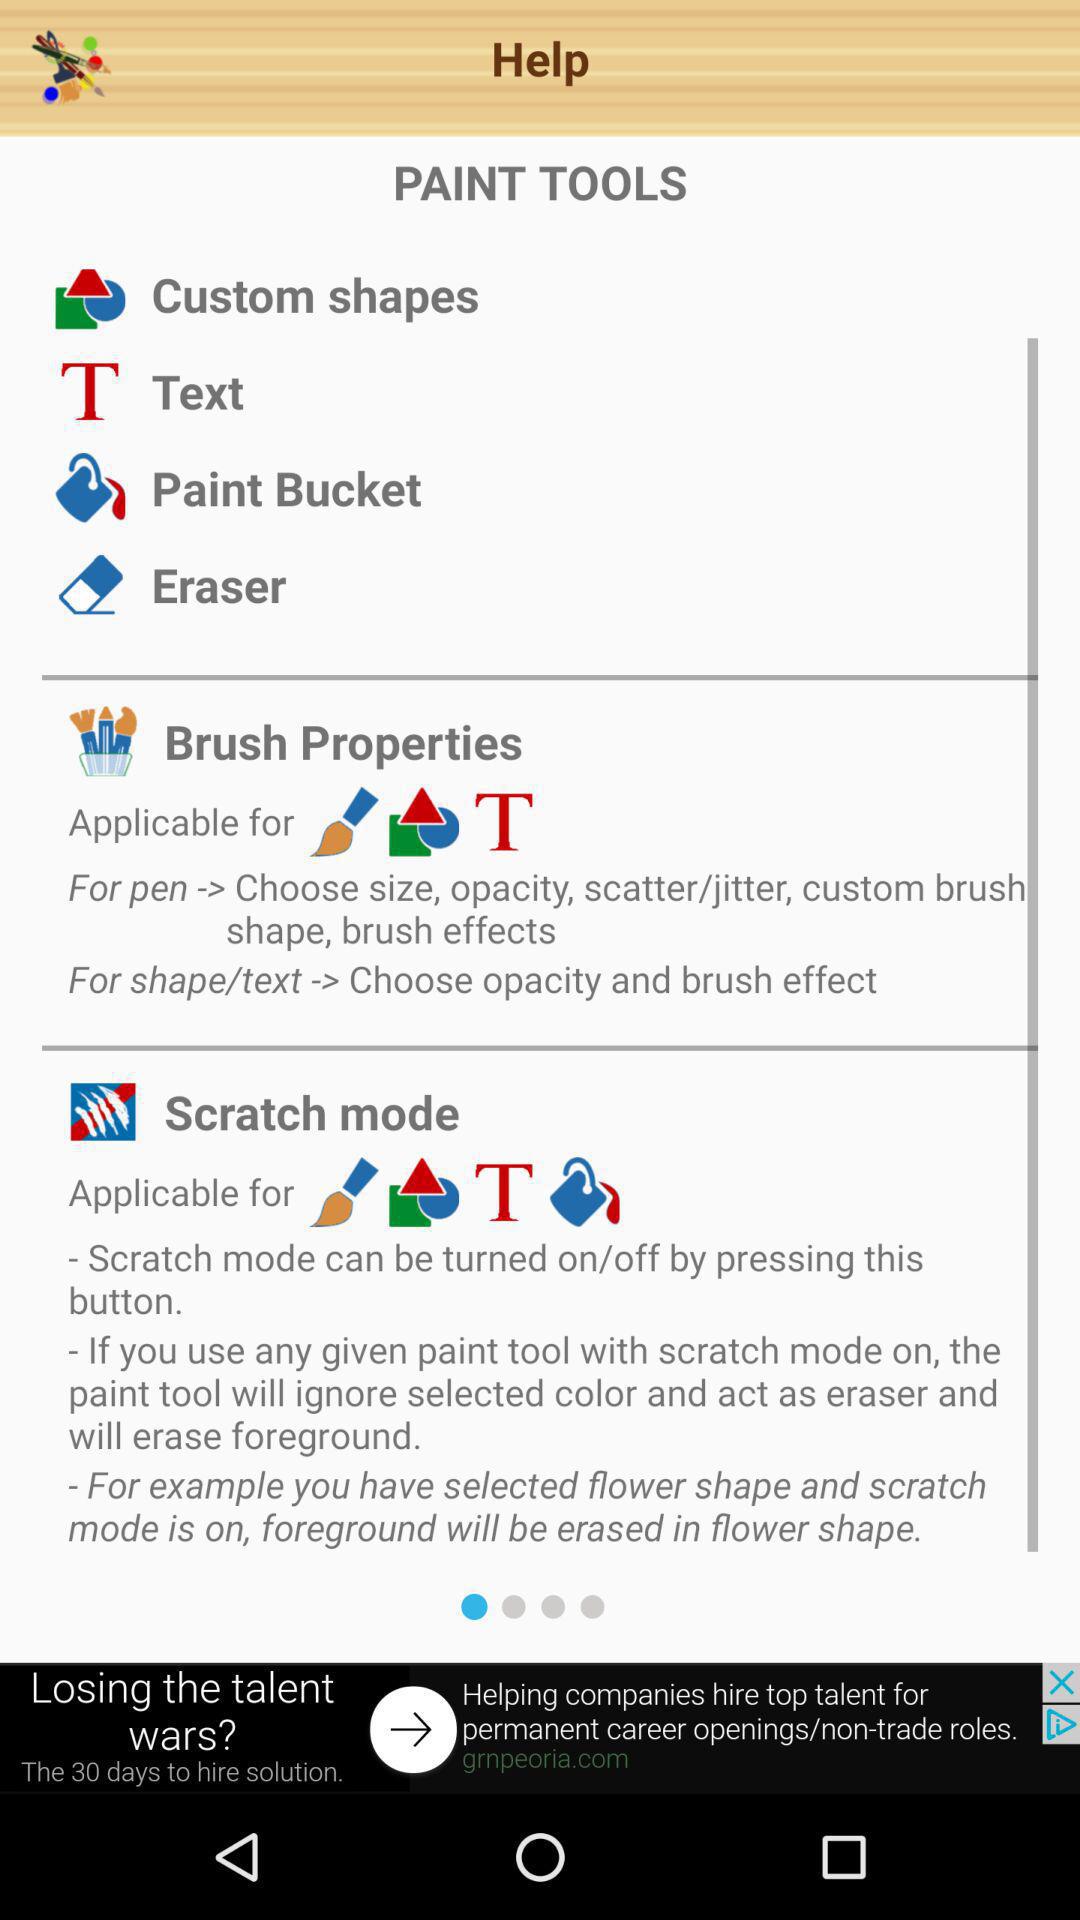 Help
PAINT TOOLS
Custom shapes
Text
Paint Bucket
Eraser
Brush Properties
Applicable for
For pen -> Choose size, opacity, scatter/jitter, custom brush
shape, brush effects
For shape/text -> Choose opacity and brush effect
Scratch mode
Applicable for
- Scratch mode can be turned on/off by pressing this
button.
- If you use any given paint tool with scratch mode on, the
paint tool will ignore selected color and act as eraser and
will erase foreground.
- For example you have selected flower shape and scratch
mode is on, foreground will be erased in flower shape.
Losing the talent
wars?
The 30 days to hire solution.
Helping companies hire top talent for
permanent career openings/non-trade roles.
grnpeoria.com